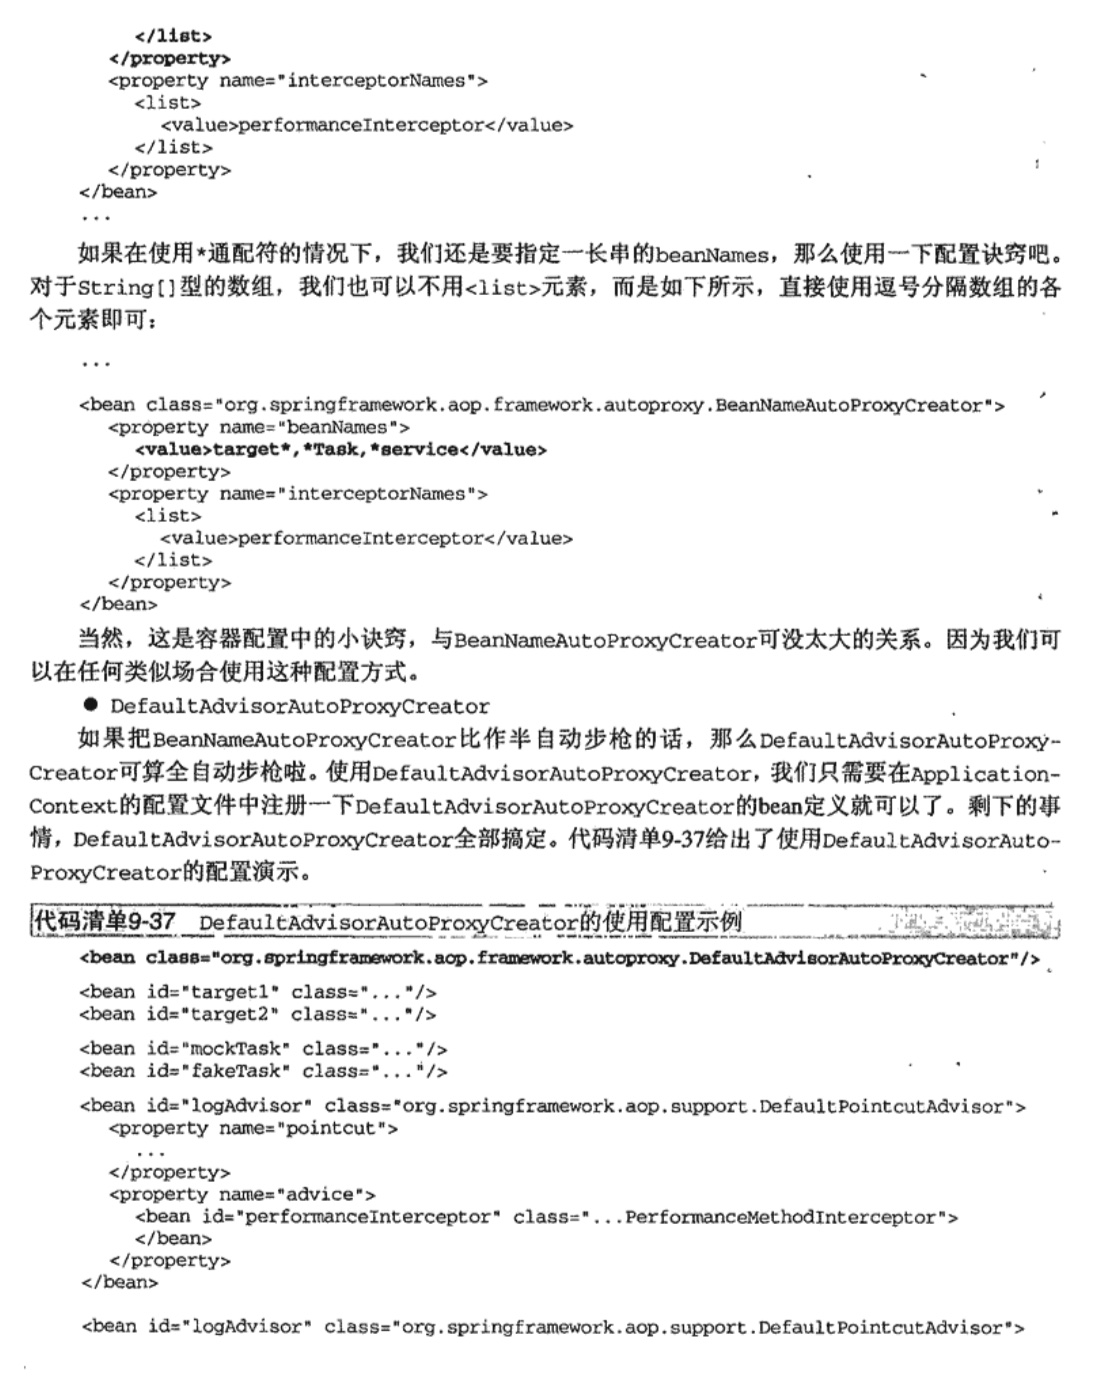 </list>
</property>
<property name="interceptorNames">
<list>
<value>performanceInterceptor</value>
</list>
</property>
</bean>
...
如果在使用*通配符的情况下，我们还是要指定一长串的beanNames，那么使用一下配置诀窍吧。
对于String[]型的数组，我们也可以不用<list>元素，而是如下所示，直接使用逗号分隔数组的各
个元素即可：
...
<bean class="org.springframework.aop.framework.autoproxy.BeanNameAutoProxyCreator">
<property name="beanNames">
<value>target*,*Task,*service</value>
</property>
<property name="interceptorNames">
<list>
<value>performanceInterceptor</value>
</list>
</property>
</bean>
当然，这是容器配置中的小诀窍，与BeanNameAutoProxyCreator可没太大的关系。因为我们可
以在任何类似场合使用这种配置方式。
● DefaultAdvisorAutoProxyCreator
如果把BeanNameAutoProxyCreator比作半自动步枪的话，那么DefaultAdvisorAutoProxy-
Creator可算全自动步枪啦。使用DefaultAdvisorAutoProxyCreator，我们只需要在Application-
Context的配置文件中注册一下DefaultAdvisorAutoProxyCreator的bean定义就可以了。剩下的事
情，DefaultAdvisorAutoProxyCreator全部搞定。代码清单9-37给出了使用DefaultAdvisorAuto-
ProxyCreator的配置演示。
代码清单9-37 DefaultAdvisorAutoProxyCreator的使用配置示例
<bean class="org.springframework.aop.framework.autoproxy.DefaultAdvisorAutoProxyCreator"/>
<bean id="target1" class="..."/>
<bean id="target2" class="..."/>
<bean id="mockTask" class="..."/>
<bean id="fakeTask" class="..."/>
<bean id="logAdvisor" class="org.springframework.aop.support.DefaultPointcutAdvisor">
<property name="pointcut">
...
</property>
<property name="advice">
<bean id="performanceInterceptor" class="...PerformanceMethodInterceptor">
</bean>
</property>
</bean>
<bean id="logAdvisor" class="org.springframework.aop.support.DefaultPointcutAdvisor">